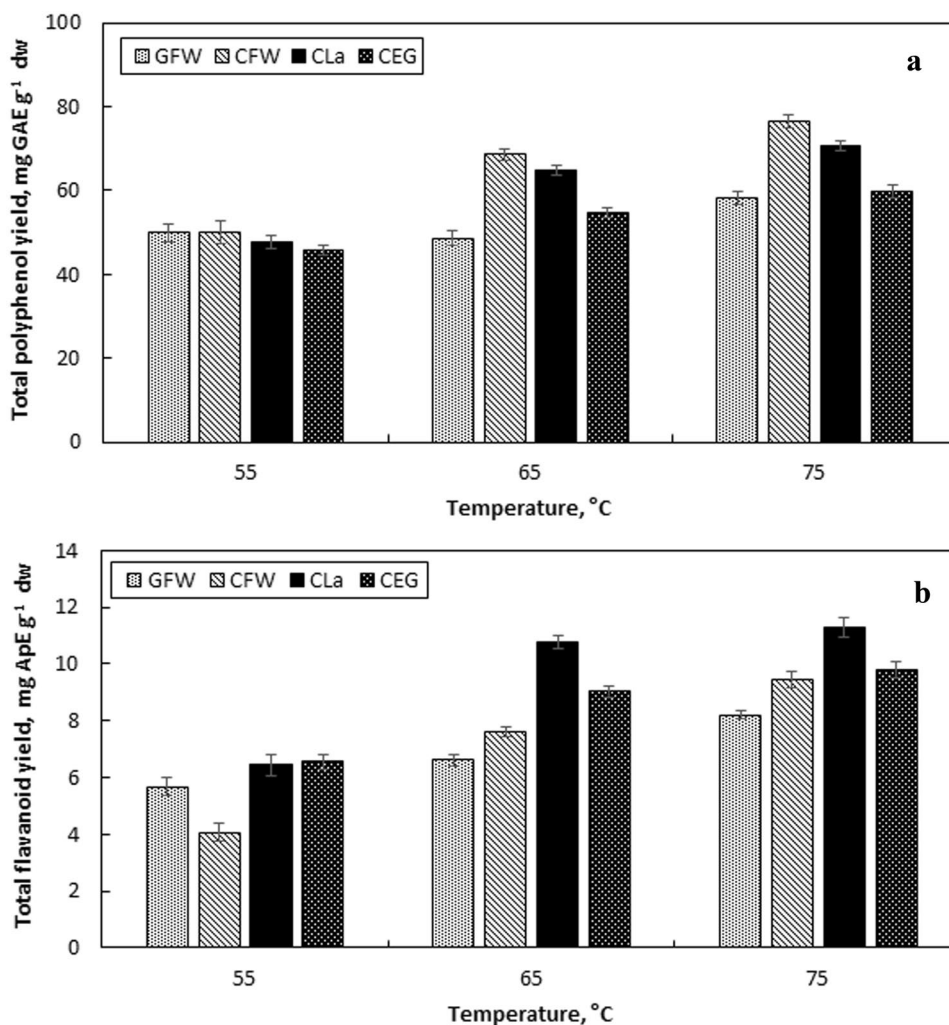 a
GFW CFW CLa CEG
Total polyphenol yield, mg GAE g⁻¹ dw
100
80
60
40
20
0
55 65 75
Temperature, °C
b
GFW CFW CLa CEG
Total flavanoid yield, mg ApE g⁻¹ dw
14
12
10
8
6
4
2
0
55 65 75
Temperature, °C